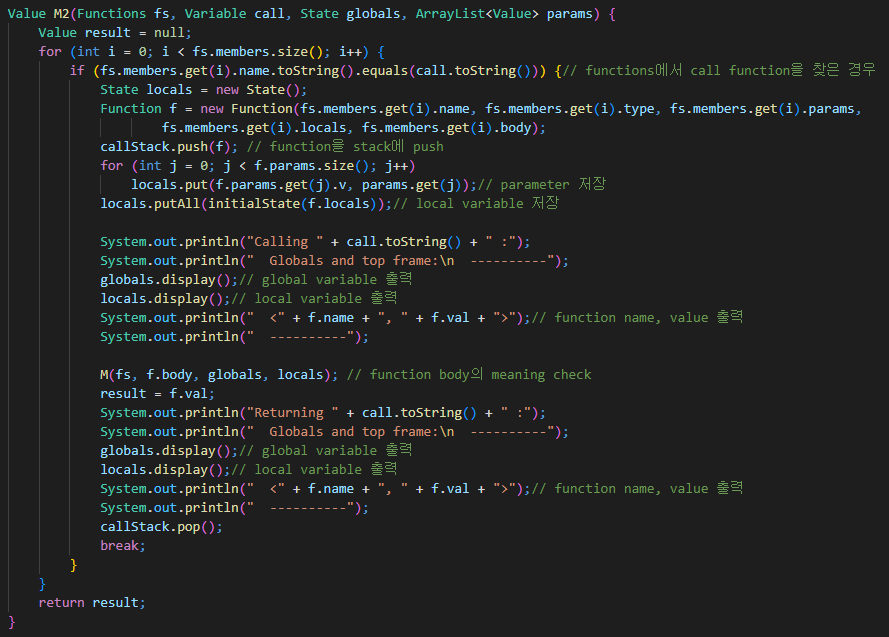 Value M2(Functions fs, Variable call, State globals, ArrayList<Value> params) {
    Value result = null;
    for (int i = 0; i < fs.members.size(); i++) {
        if (fs.members.get(i).name.toString().equals(call.toString())) {// functions에서 call function을 찾은 경우
            State locals = new State();
            Function f = new Function(fs.members.get(i).name, fs.members.get(i).type, fs.members.get(i).params,
                    fs.members.get(i).locals, fs.members.get(i).body);
            callStack.push(f); // function을 stack에 push
            for (int j = 0; j < f.params.size(); j++)
                locals.put(f.params.get(j).v, params.get(j));// parameter 저장
            locals.putAll(initialState(f.locals));// local variable 저장

            System.out.println("Calling " + call.toString() + " :");
            System.out.println("  Globals and top frame:\n  ----------");
            globals.display();// global variable 출력
            locals.display();// local variable 출력
            System.out.println("  <" + f.name + ", " + f.val + ">");// function name, value 출력
            System.out.println("  ----------");

            M(fs, f.body, globals, locals); // function body의 meaning check
            result = f.val;
            System.out.println("Returning " + call.toString() + " :");
            System.out.println("  Globals and top frame:\n  ----------");
            globals.display();// global variable 출력
            locals.display();// local variable 출력
            System.out.println("  <" + f.name + ", " + f.val + ">");// function name, value 출력
            System.out.println("  ----------");
            callStack.pop();
            break;
        }
    }
    return result;
}